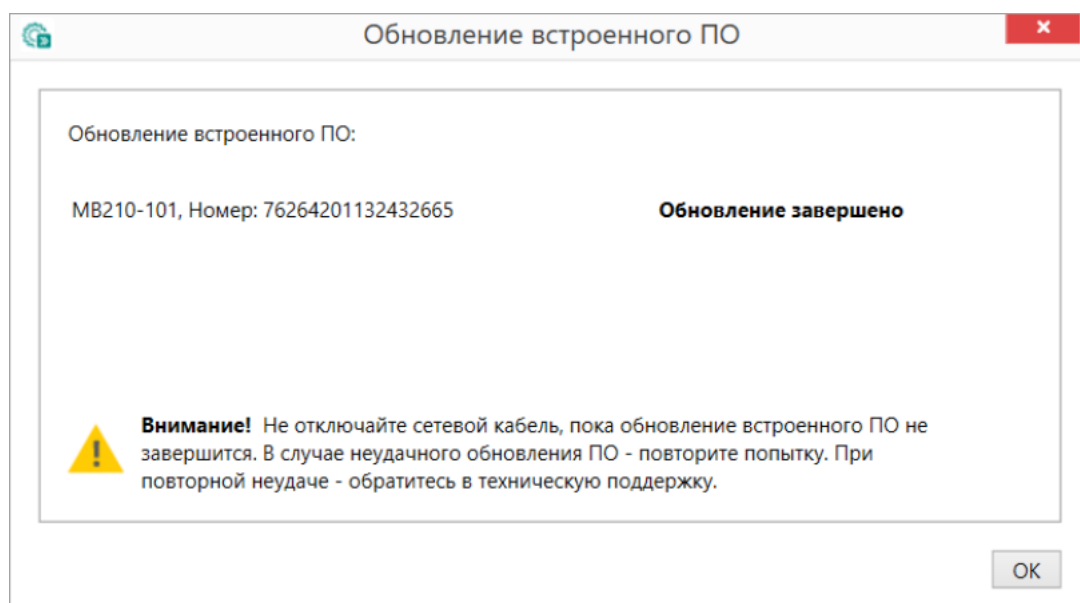 Обновление встроенного ПО
Обновление встроенного ПО:
МВ210-101, Номер: 76264201132432665 Обновление завершено
Внимание! Не отключайте сетевой кабель, пока обновление встроенного ПО не
завершится. В случае неудачного обновления ПО - повторите попытку. При
повторной неудаче - обратитесь в техническую поддержку.
ОК